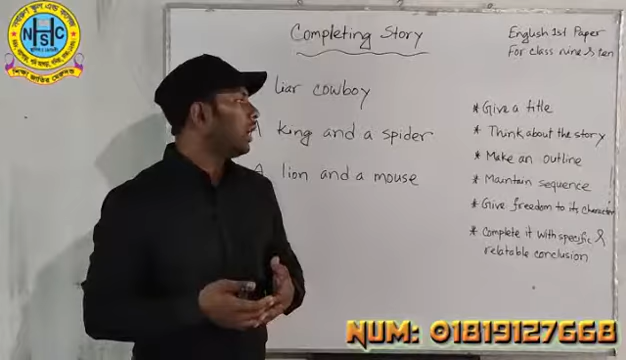 NHSC
শিক্ষা জাতির মেরুদন্ড
Completing Story
English 1st Paper
For class nine & ten
liar cowboy
king and a spider
A lion and a mouse
* Give a title
* Think about the story
* Make an outline
* Maintain sequence
* Give freedom to its character
* Complete it with specific &
relatable conclusion
NUM: 01819127668